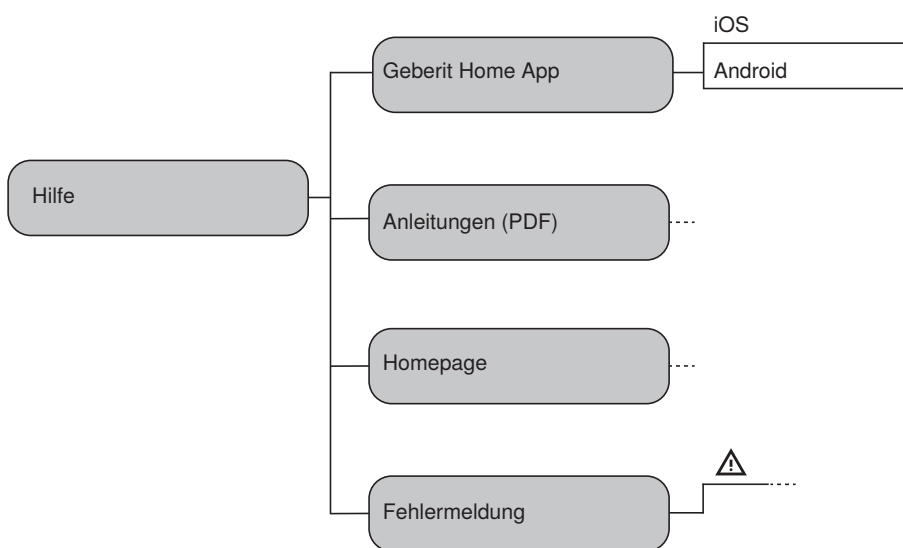 iOS
Geberit Home App
Android
Hilfe
Anleitungen (PDF)
Homepage
Fehlermeldung